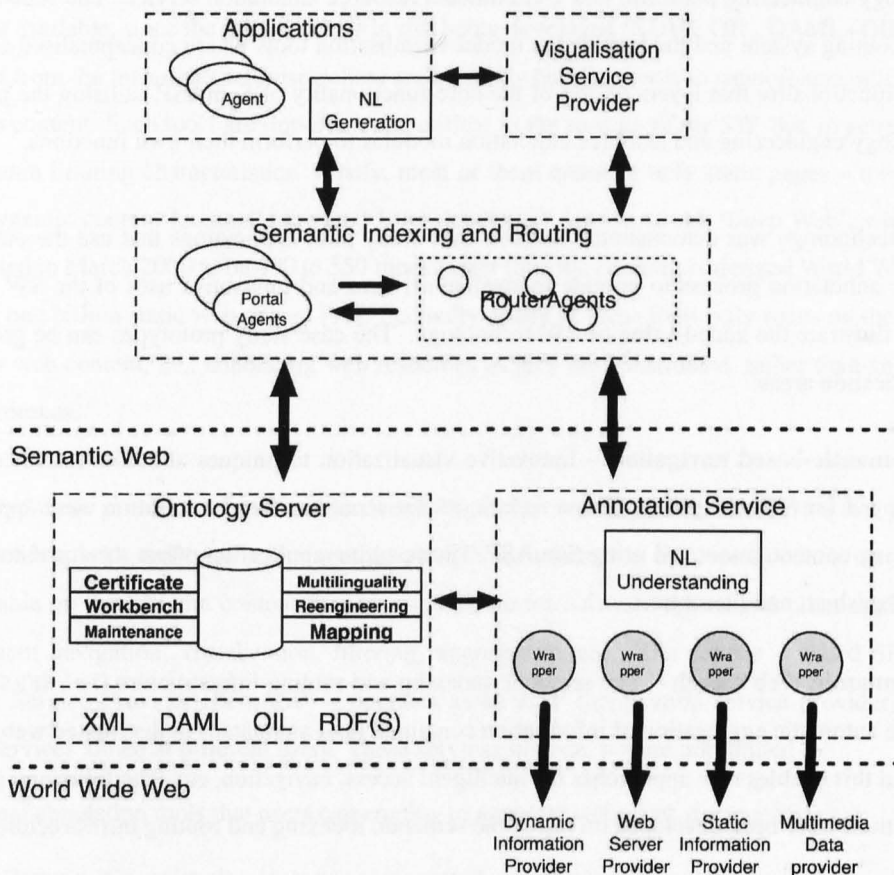 Applications
Agent
NL
Generation
Visualisation
Service
Provider
Semantic Indexing and Routing
Portal
Agents
RouterAgents
Semantic Web
Ontology Server
Certificate
Workbench
Maintenance
Multilinguality
Reengineering
Mapping
XML DAML OIL RDF(S)
Annotation Service
NL
Understanding
Wra
pper
Wra
pper
Wra
pper
Wra
pper
World Wide Web
Dynamic
Information
Provider
Web
Server
Provider
Static
Information
Provider
Multimedia
Data
provider